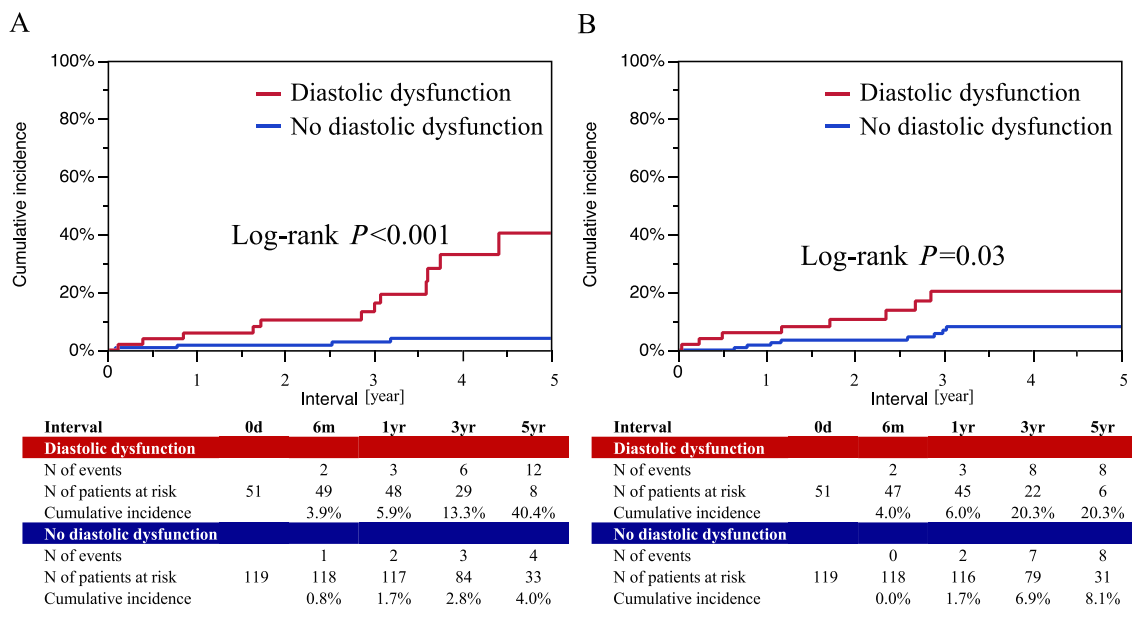 A
100%
80%
60%
40%
20%
0%
Cumulative incidence
Diastolic dysfunction
No diastolic dysfunction
Log-rank P<0.001
0 1 2 3 4 5
Interval [year]
Interval 0d 6m 1yr 3yr 5yr
Diastolic dysfunction
N of events 2 3 6 12
N of patients at risk 51 49 48 29 8
Cumulative incidence 3.9% 5.9% 13.3% 40.4%
No diastolic dysfunction
N of events 1 2 3 4
N of patients at risk 119 118 117 84 33
Cumulative incidence 0.8% 1.7% 2.8% 4.0%
B
100%
80%
60%
40%
20%
0%
Cumulative incidence
Diastolic dysfunction
No diastolic dysfunction
Log-rank P=0.03
0 1 2 3 4 5
Interval [year]
Interval 0d 6m 1yr 3yr 5yr
Diastolic dysfunction
N of events 2 3 8 8
N of patients at risk 51 47 45 22 6
Cumulative incidence 4.0% 6.0% 20.3% 20.3%
No diastolic dysfunction
N of events 0 2 7 8
N of patients at risk 119 118 116 79 31
Cumulative incidence 0.0% 1.7% 6.9% 8.1%